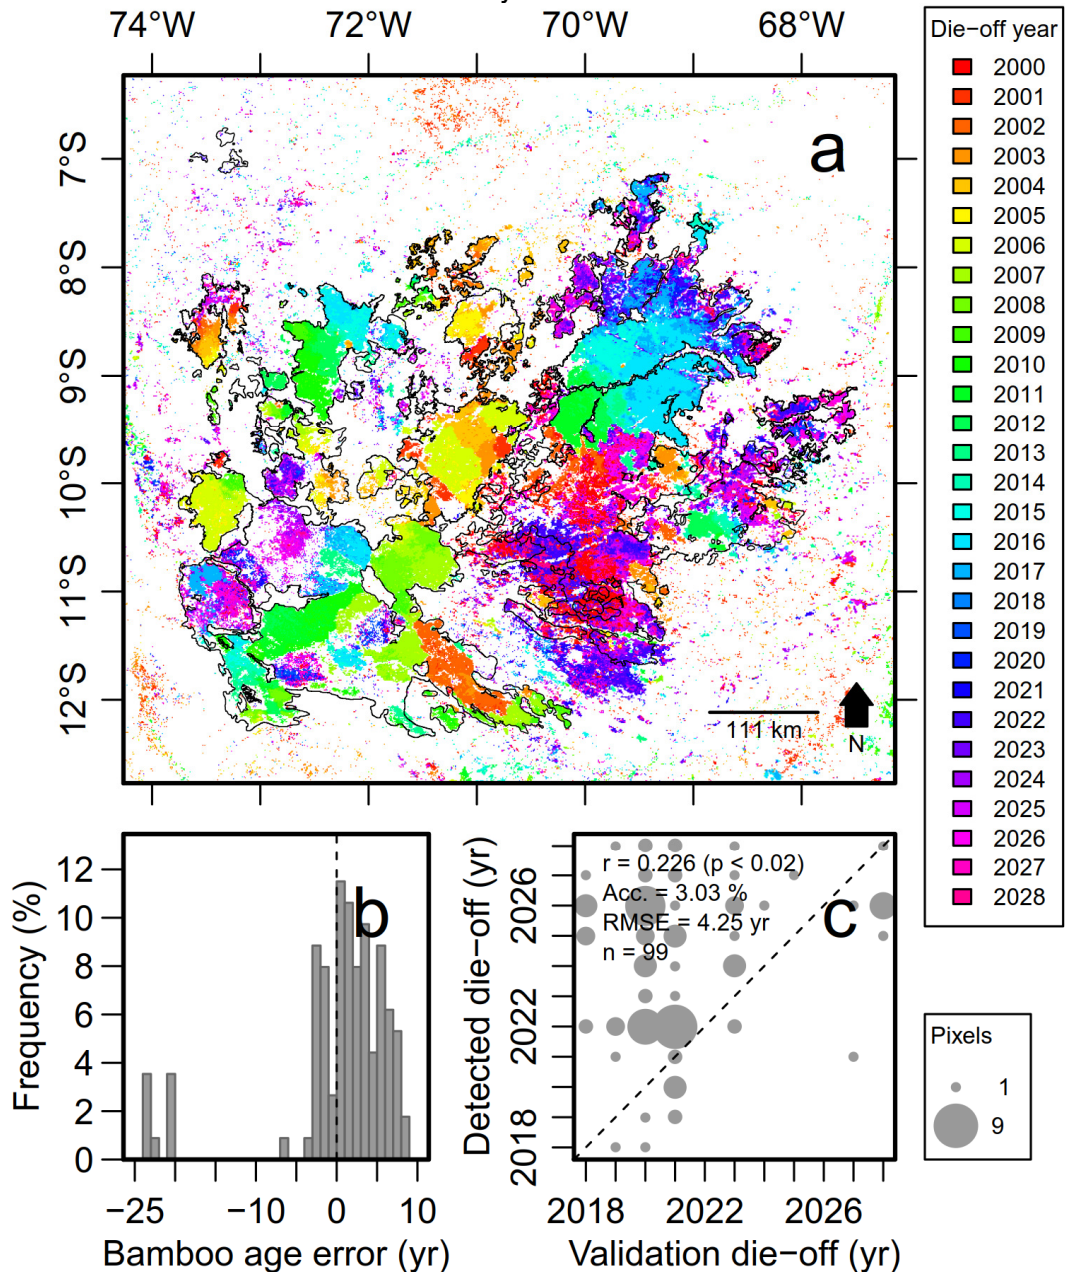 74°W 72°W 70°W 68°W
7°S
8°S
9°S
10°S
11°S
12°S
a
111 km
N
Die−off year
2000
2001
2002
2003
2004
2005
2006
2007
2008
2009
2010
2011
2012
2013
2014
2015
2016
2017
2018
2019
2020
2021
2022
2023
2024
2025
2026
2027
2028
Frequency (%)
12
10
8
6
4
2
0
b
−25 −10 0 10
Bamboo age error (yr)
Detected die−off (yr)
2026
2022
2018
r = 0.226 (p < 0.02)
Acc. = 3.03 %
RMSE = 4.25 yr
n = 99
c
2018 2022 2026
Validation die−off (yr)
Pixels
1
9